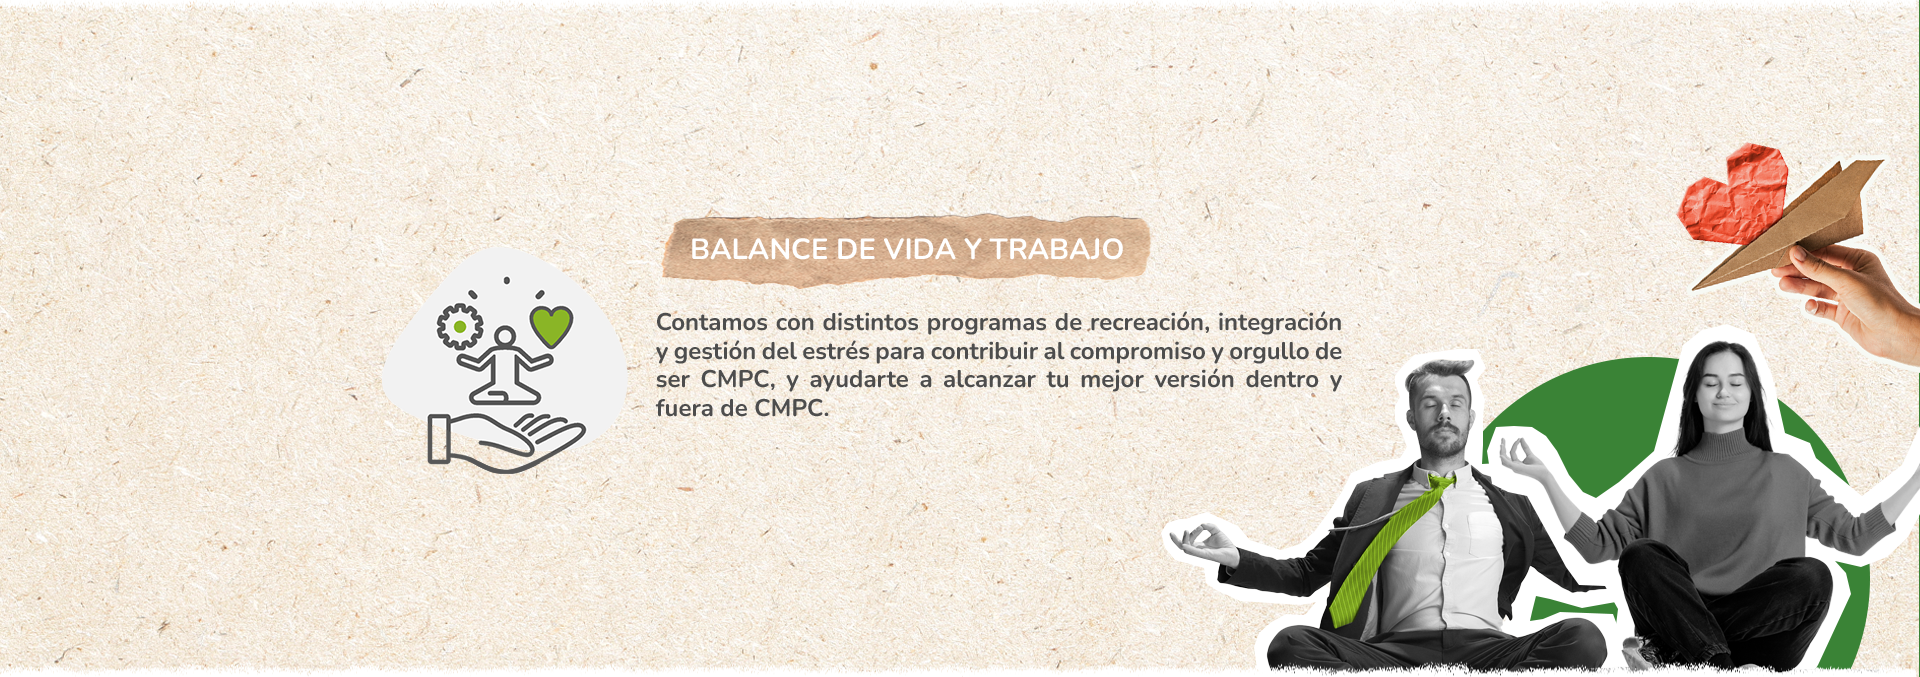 BALANCE DE VIDA Y TRABAJO
Contamos con distintos programas de recreación, integración
y gestión del estrés para contribuir al compromiso y orgullo de
ser CMPC, y ayudarte a alcanzar tu mejor versión dentro y
fuera de CMPC.